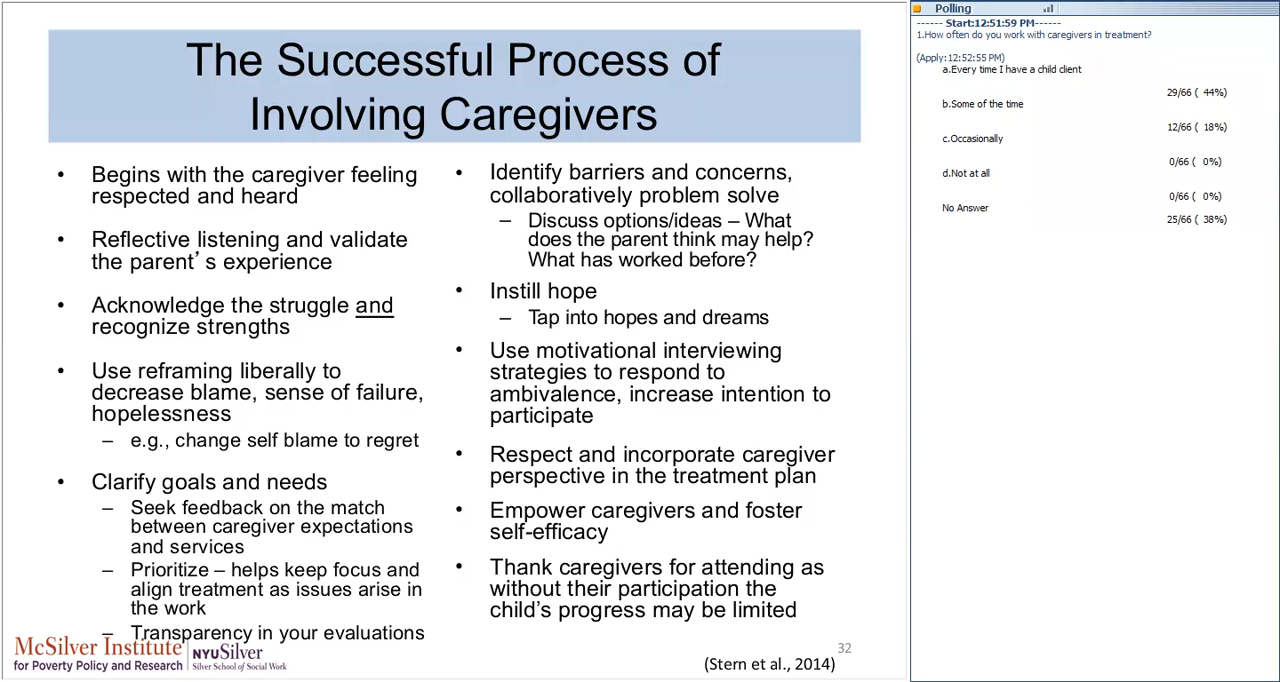 The Successful Process of
Involving Caregivers
• Begins with the caregiver feeling
respected and heard
• Reflective listening and validate
the parent's experience
• Acknowledge the struggle and
recognize strengths
• Use reframing liberally to
decrease blame, sense of failure,
hopelessness
– e.g., change self blame to regret
• Clarify goals and needs
– Seek feedback on the match
between caregiver expectations
and services
– Prioritize – helps keep focus and
align treatment as issues arise in
the work
– Transparency in your evaluations
• Identify barriers and concerns,
collaboratively problem solve
– Discuss options/ideas – What
does the parent think may help?
What has worked before?
• Instill hope
– Tap into hopes and dreams
• Use motivational interviewing
strategies to respond to
ambivalence, increase intention to
participate
• Respect and incorporate caregiver
perspective in the treatment plan
• Empower caregivers and foster
self-efficacy
• Thank caregivers for attending as
without their participation the
child's progress may be limited
McSilver Institute
for Poverty Policy and Research
NYUSilver
Silver School of Social Work
32
(Stern et al., 2014)
Polling
------ Start:12:51:59 PM------
1.How often do you work with caregivers in treatment?
(Apply:12:52:55 PM)
a.Every time I have a child client
29/66 ( 44%)
b.Some of the time
12/66 ( 18%)
c.Occasionally
0/66 ( 0%)
d.Not at all
0/66 ( 0%)
No Answer
25/66 ( 38%)